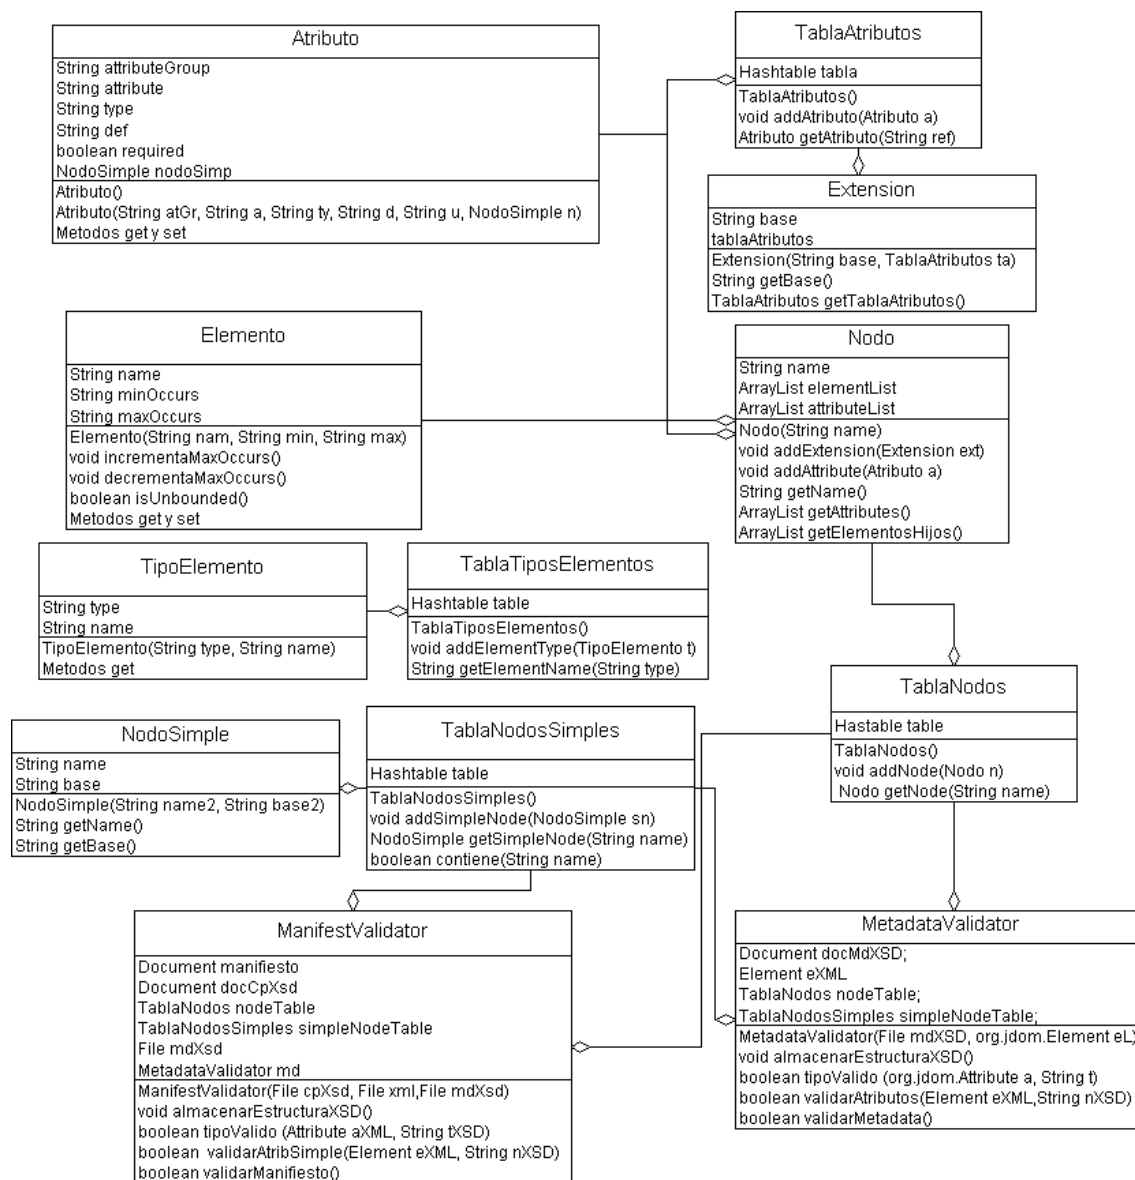 Atributo
String attributeGroup
String attribute
String type
String def
boolean required
NodoSimple nodoSimp
Atributo()
Atributo(String atGr, String a, String ty, String d, String u, NodoSimple n)
Metodos get y set
TablaAtributos
Hashtable tabla
TablaAtributos()
void addAtributo(Atributo a)
Atributo getAtributo(String ref)
Extension
String base
tablaAtributos
Extension(String base, TablaAtributos ta)
String getBase()
TablaAtributos getTablaAtributos()
Elemento
String name
String minOccurs
String maxOccurs
Elemento(String nam, String min, String max)
void incrementaMaxOccurs()
void decrementaMaxOccurs()
boolean isUnbounded()
Metodos get y set
Nodo
String name
ArrayList elementList
ArrayList attributeList
Nodo(String name)
void addExtension(Extension ext)
void addAttribute(Atributo a)
String getName()
ArrayList getAttributes()
ArrayList getElementosHijos()
TipoElemento
String type
String name
TipoElemento(String type, String name)
Metodos get
TablaTiposElementos
Hashtable table
TablaTiposElementos()
void addElementType(TipoElemento t)
String getElementName(String type)
TablaNodos
Hastable table
TablaNodos()
void addNode(Nodo n)
Nodo getNode(String name)
NodoSimple
String name
String base
NodoSimple(String name2, String base2)
String getName()
String getBase()
TablaNodosSimples
Hashtable table
TablaNodosSimples()
void addSimpleNode(NodoSimple sn)
NodoSimple getSimpleNode(String name)
boolean contiene(String name)
ManifestValidator
Document manifiesto
Document docCpXsd
TablaNodos nodeTable
TablaNodosSimples simpleNodeTable
File mdXsd
MetadataValidator md
ManifestValidator(File cpXsd, File xml,File mdXsd)
void almacenarEstructuraXSD()
boolean tipoValido (Attribute aXML, String tXSD)
boolean validarAtribSimple(Element eXML, String nXSD)
boolean validarManifiesto()
MetadataValidator
Document docMdXSD;
Element eXML
TablaNodos nodeTable;
TablaNodosSimples simpleNodeTable;
MetadataValidator(File mdXSD, org.jdom.Element eL)
void almacenarEstructuraXSD()
boolean tipoValido (org.jdom.Attribute a, String t)
boolean validarAtributos(Element eXML,String nXSD)
boolean validarMetadata()